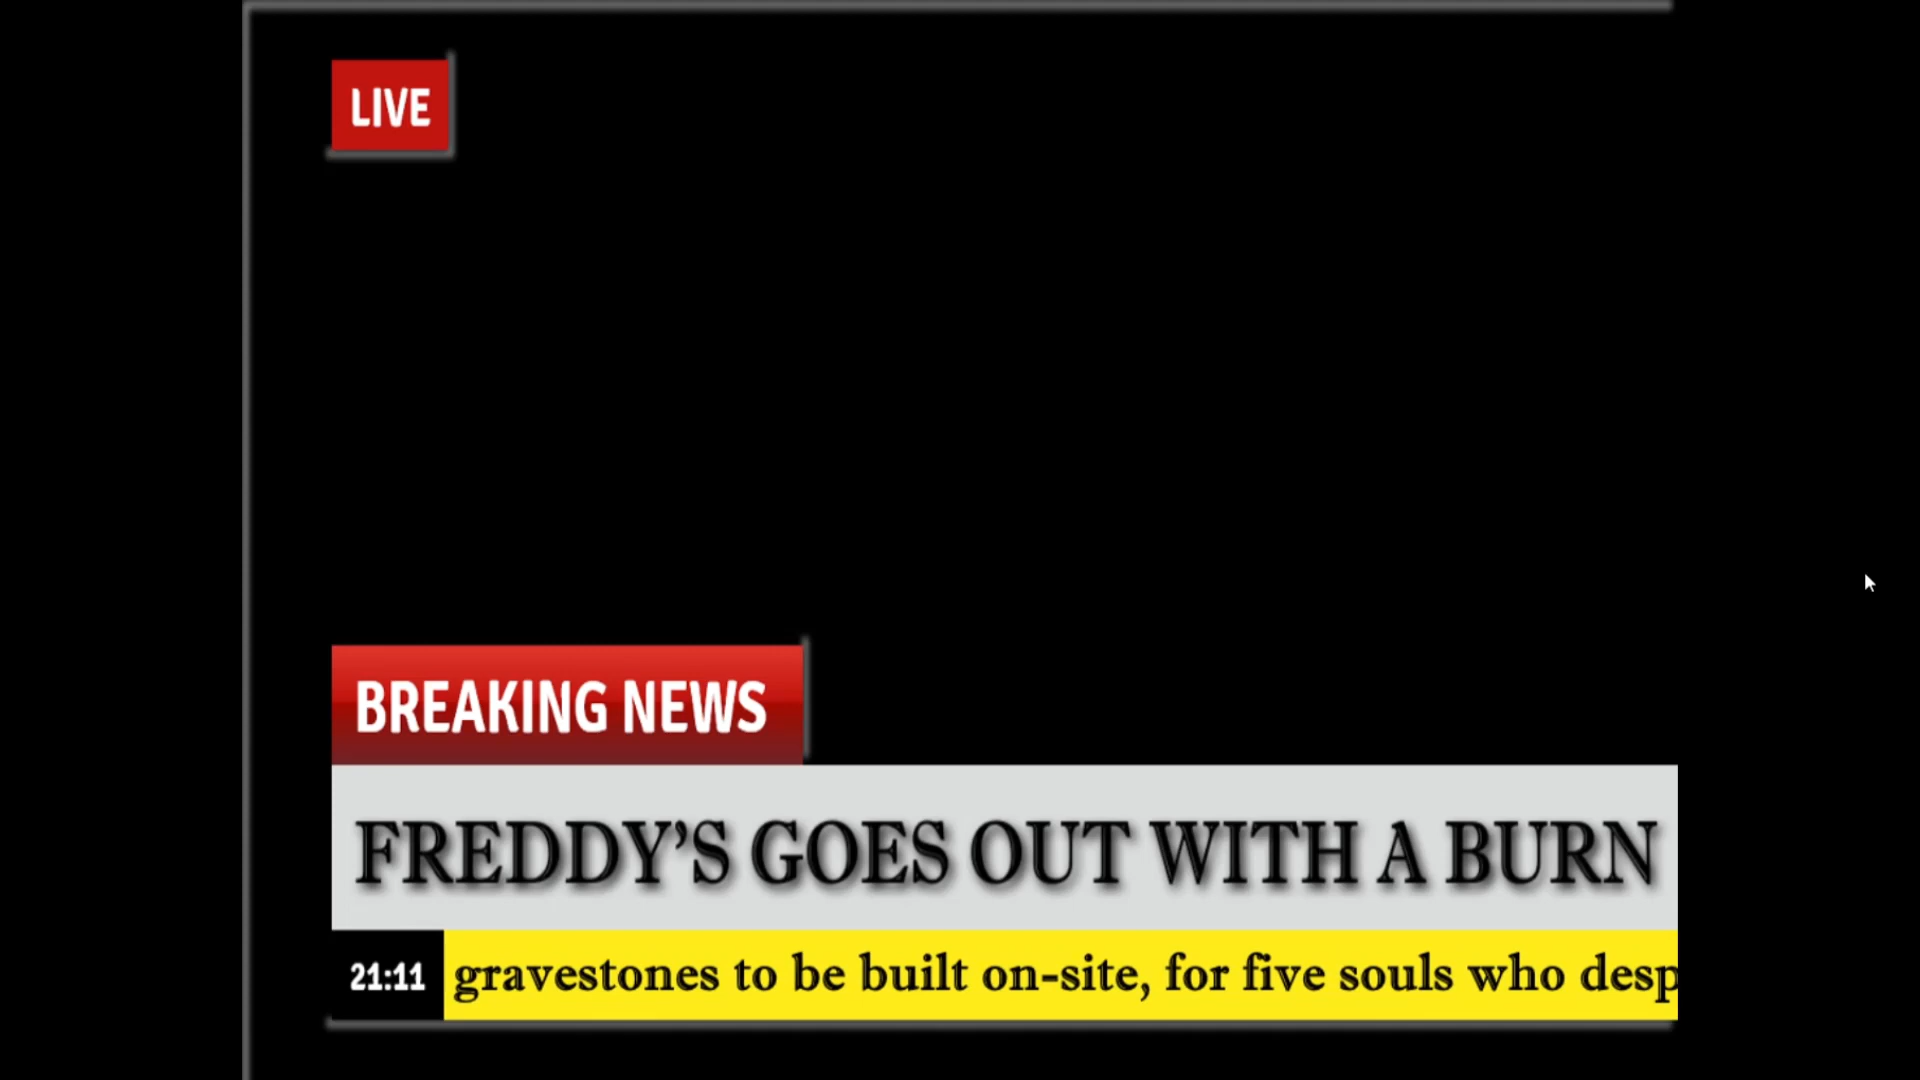 LIVE
BREAKING NEWS
FREDDY’S GOES OUT WITH A BURN
21:11 gravestones to be built on-site, for five souls who desp